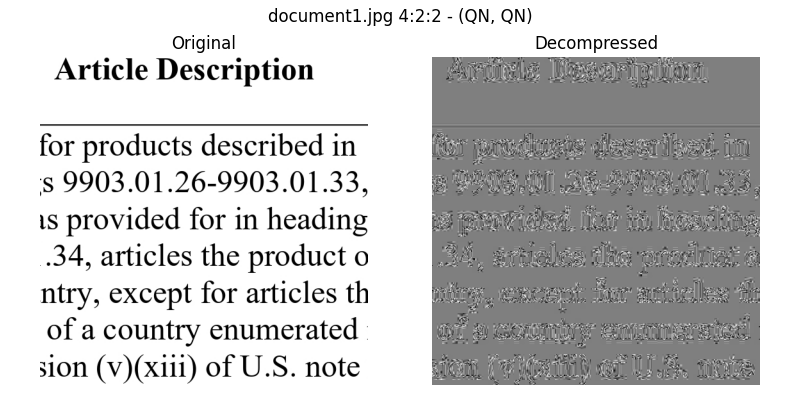 document1.jpg 4:2:2 - (QN, QN)
Original
Decompressed
Article Description
for products described in
s 9903.01.26-9903.01.33,
as provided for in heading
.34, articles the product o
ntry, except for articles th
of a country enumerated
sion (v)(xiii) of U.S. note
Article Description
for products described in
s 9903.01.26-9903.01.33,
s provided for in heading
.34, articles the product o
ntry, except for articles th
of a country enumerated
sion (v)(xiii) of U.S. note